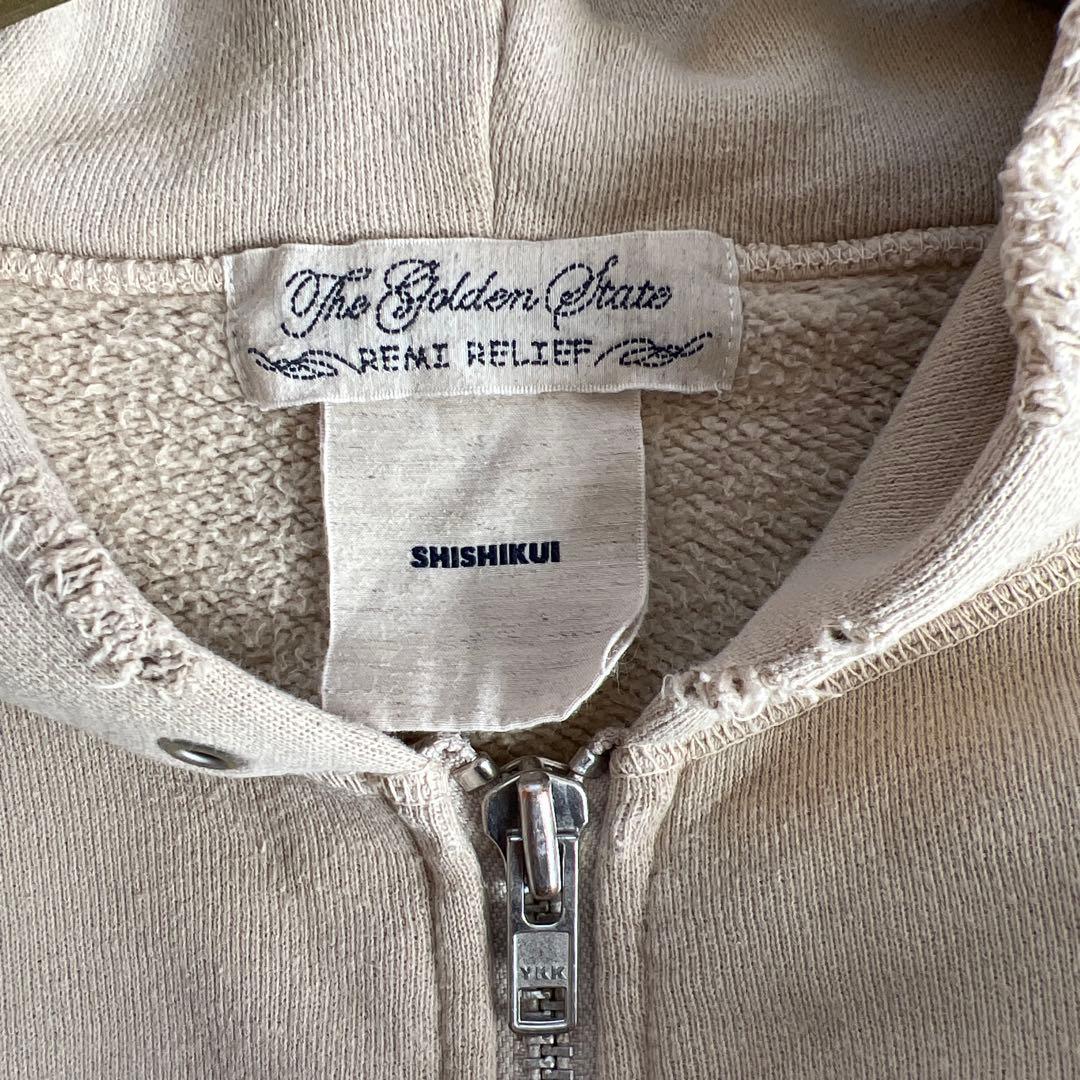 The Golden State
REMI RELIEF
SHISHIKUI
YKK